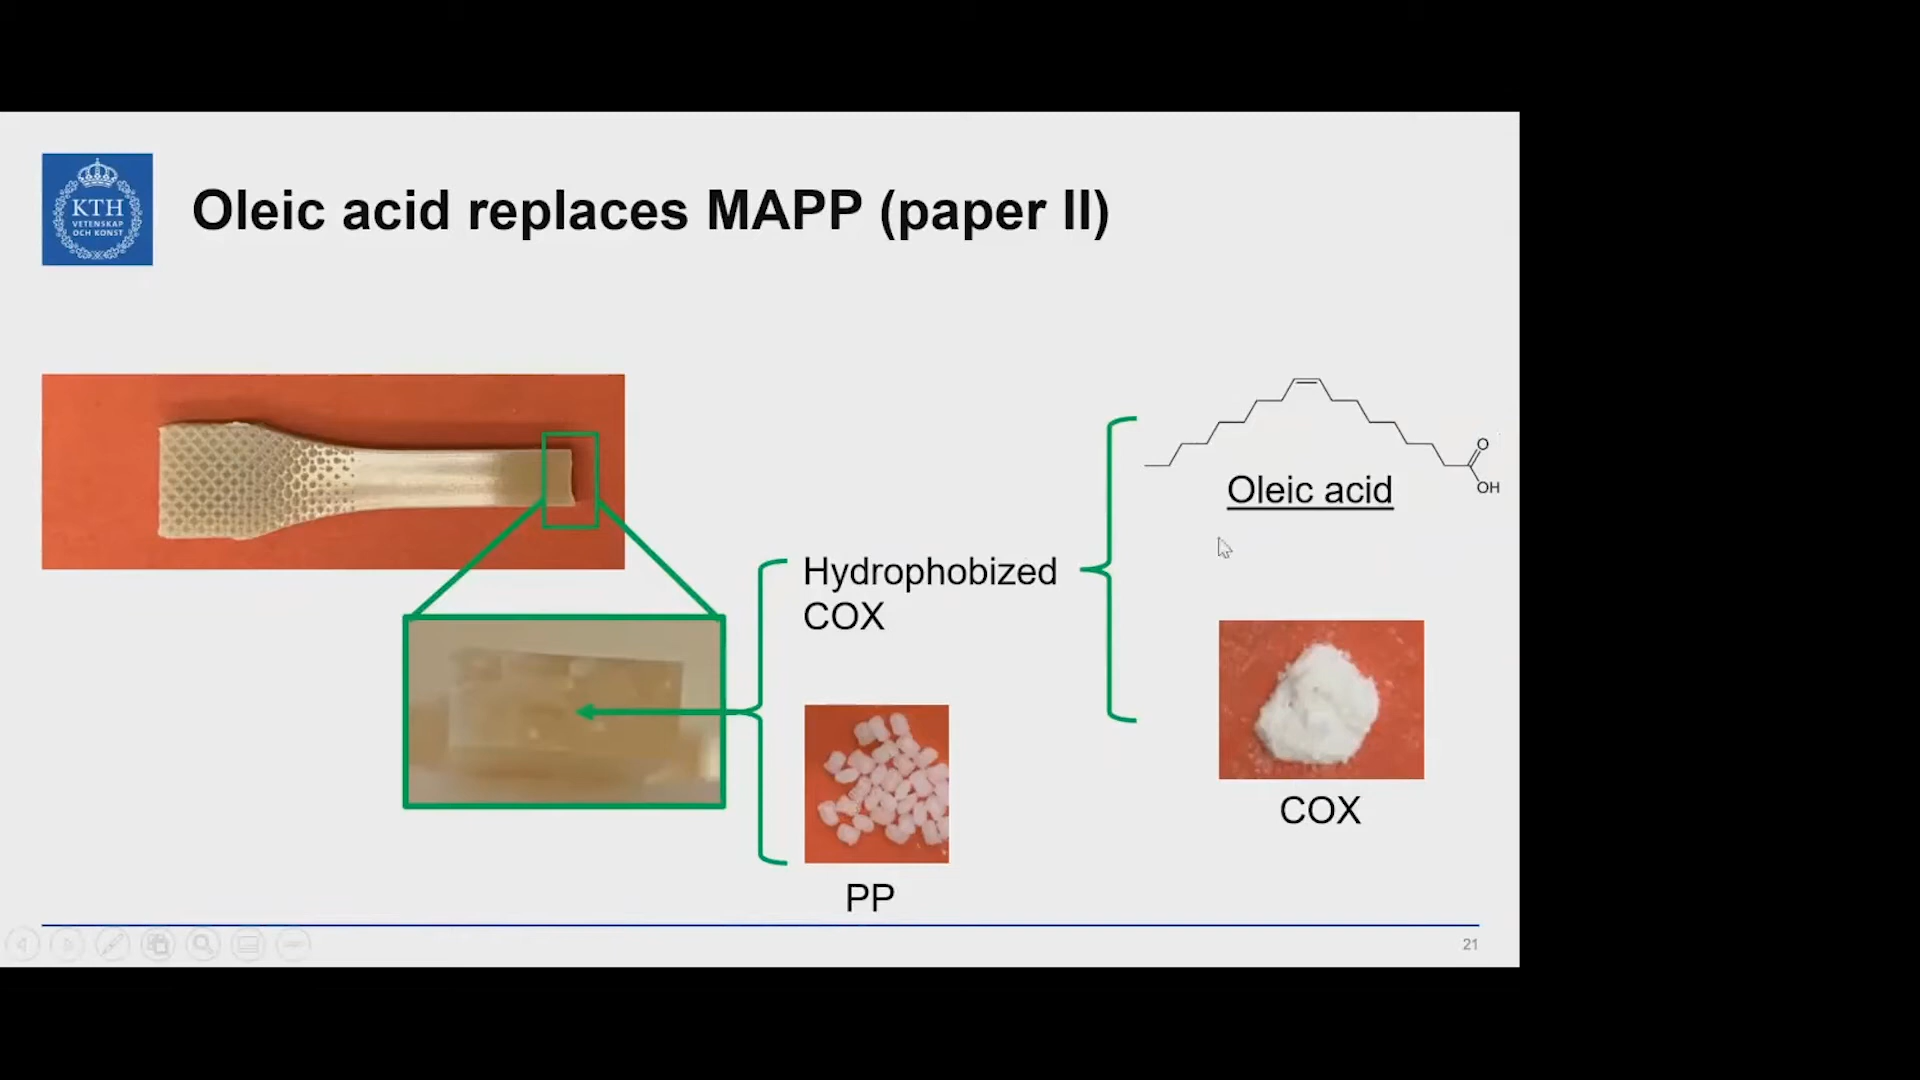 KTH
VETENSKAP
OCH KONST
Oleic acid replaces MAPP (paper II)
O
OH
Oleic acid
Hydrophobized
COX
COX
PP
21